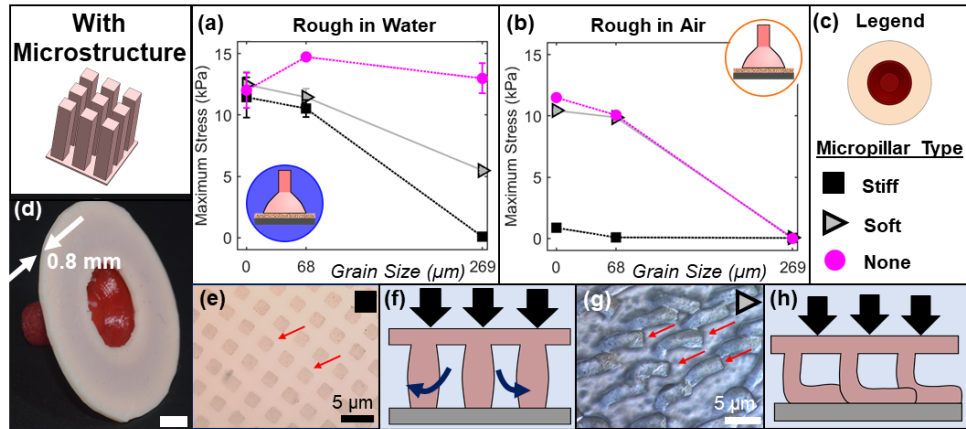 With
Microstructure
(a)
Rough in Water
Maximum Stress (kPa)
15
10
5
0
0
68
269
Grain Size (μm)
(b)
Rough in Air
Maximum Stress (kPa)
15
10
5
0
0
68
269
Grain Size (μm)
(c)
Legend
Micropillar Type
Stiff
Soft
None
(d)
0.8 mm
(e)
5 μm
(f)
(g)
5 μm
(h)